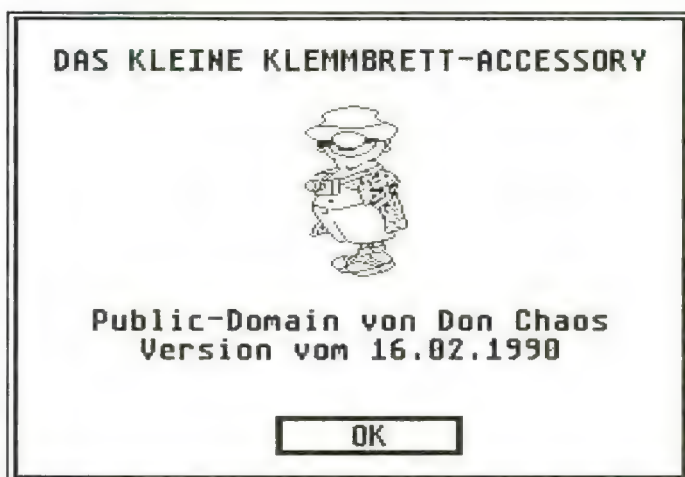 DAS KLEINE KLEMMBRETT-ACCESSORY
Public-Domain von Don Chaos
Version vom 16.02.1990
OK